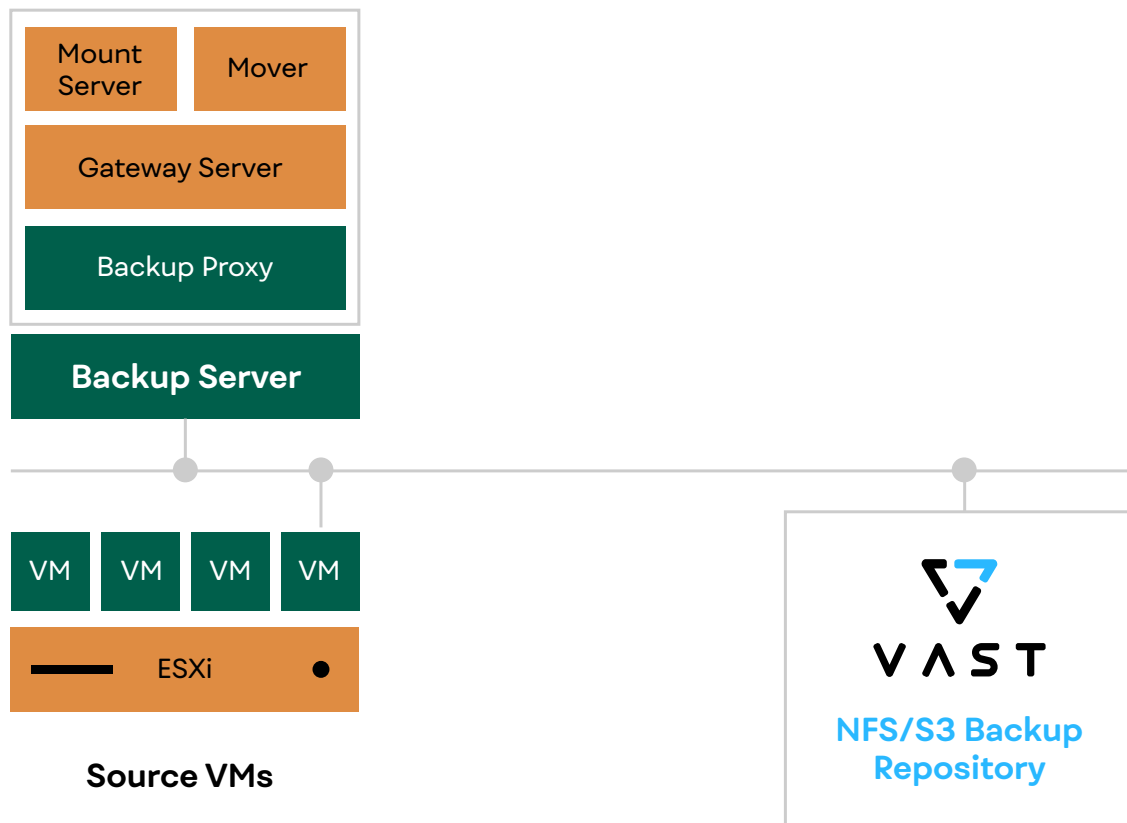 Mount
Server
Mover
Gateway Server
Backup Proxy
Backup Server
VM
VM
VM
VM
ESXi
Source VMs
VAST
NFS/S3 Backup
Repository